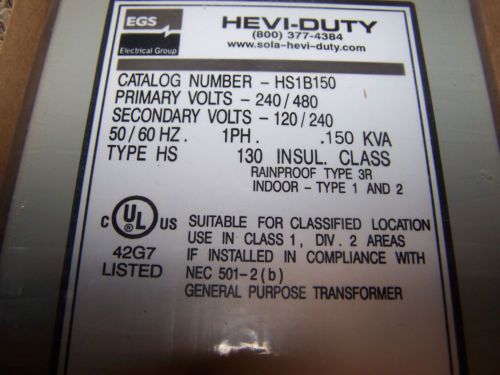 EGS
Electrical Group
HEVI-DUTY
(800) 377-4384
www.sola-hevi-duty.com
CATALOG NUMBER - HS1B150
PRIMARY VOLTS - 240/480
SECONDARY VOLTS - 120/240
50/60 HZ. 1PH. .150 KVA
TYPE HS 130 INSUL. CLASS
RAINPROOF TYPE 3R
INDOOR - TYPE 1 AND 2
C UL US
42G7
LISTED
SUITABLE FOR CLASSIFIED LOCATION
USE IN CLASS 1, DIV. 2 AREAS
IF INSTALLED IN COMPLIANCE WITH
NEC 501-2(b)
GENERAL PURPOSE TRANSFORMER